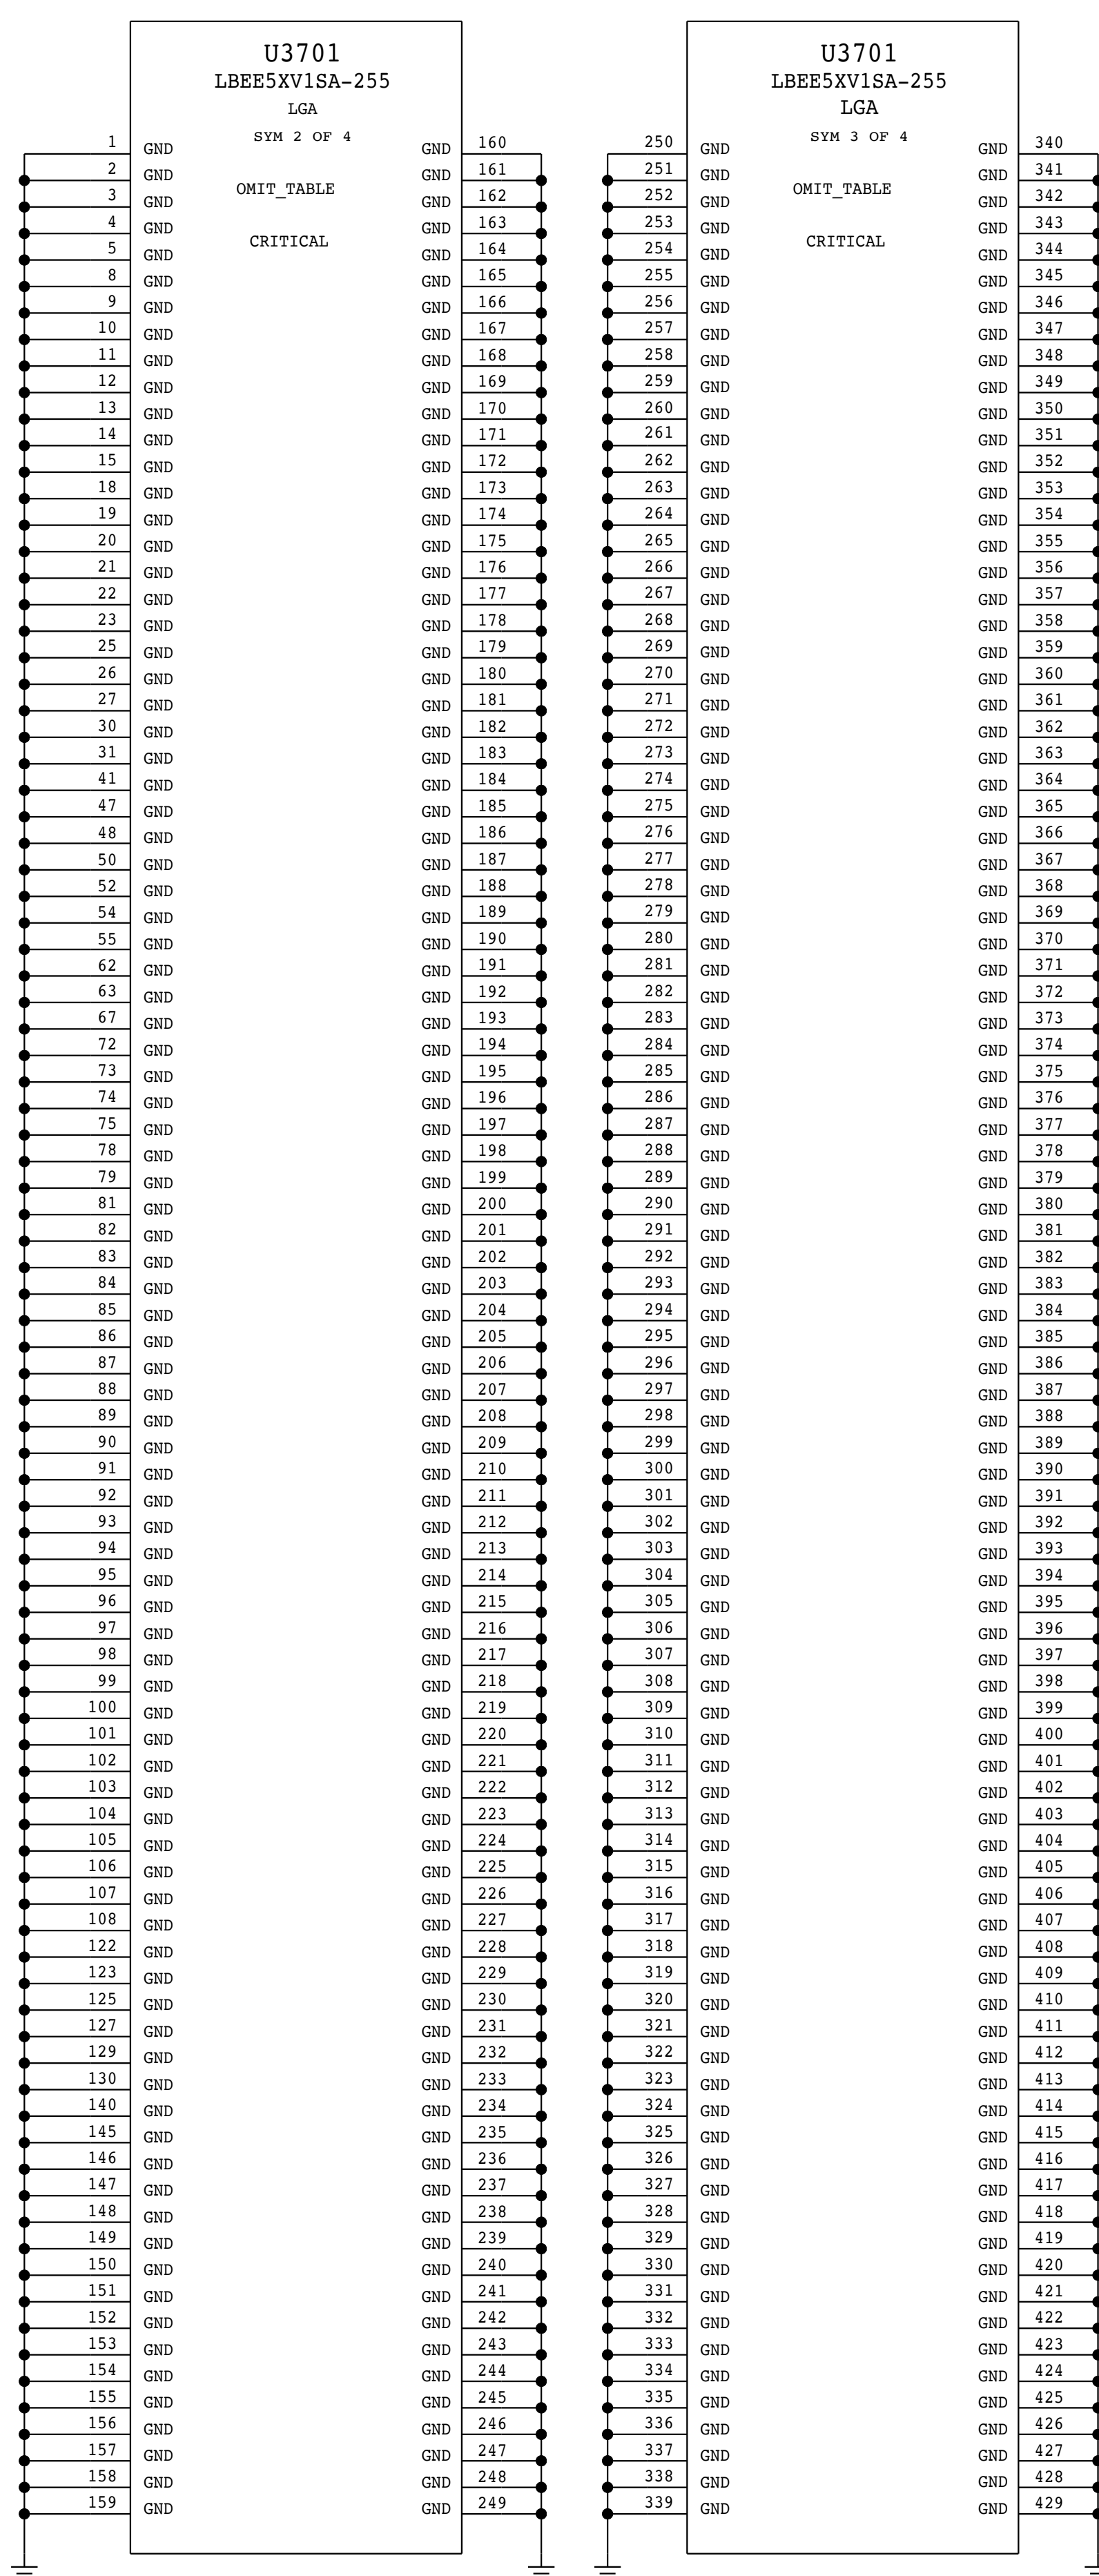 U3701
LBEE5XV1SA-255
LGA
SYM 2 OF 4
OMIT_TABLE
CRITICAL
1 GND GND 160
2 GND GND 161
3 GND GND 162
4 GND GND 163
5 GND GND 164
8 GND GND 165
9 GND GND 166
10 GND GND 167
11 GND GND 168
12 GND GND 169
13 GND GND 170
14 GND GND 171
15 GND GND 172
18 GND GND 173
19 GND GND 174
20 GND GND 175
21 GND GND 176
22 GND GND 177
23 GND GND 178
25 GND GND 179
26 GND GND 180
27 GND GND 181
30 GND GND 182
31 GND GND 183
41 GND GND 184
47 GND GND 185
48 GND GND 186
50 GND GND 187
52 GND GND 188
54 GND GND 189
55 GND GND 190
62 GND GND 191
63 GND GND 192
67 GND GND 193
72 GND GND 194
73 GND GND 195
74 GND GND 196
75 GND GND 197
78 GND GND 198
79 GND GND 199
81 GND GND 200
82 GND GND 201
83 GND GND 202
84 GND GND 203
85 GND GND 204
86 GND GND 205
87 GND GND 206
88 GND GND 207
89 GND GND 208
90 GND GND 209
91 GND GND 210
92 GND GND 211
93 GND GND 212
94 GND GND 213
95 GND GND 214
96 GND GND 215
97 GND GND 216
98 GND GND 217
99 GND GND 218
100 GND GND 219
101 GND GND 220
102 GND GND 221
103 GND GND 222
104 GND GND 223
105 GND GND 224
106 GND GND 225
107 GND GND 226
108 GND GND 227
122 GND GND 228
123 GND GND 229
125 GND GND 230
127 GND GND 231
129 GND GND 232
130 GND GND 233
140 GND GND 234
145 GND GND 235
146 GND GND 236
147 GND GND 237
148 GND GND 238
149 GND GND 239
150 GND GND 240
151 GND GND 241
152 GND GND 242
153 GND GND 243
154 GND GND 244
155 GND GND 245
156 GND GND 246
157 GND GND 247
158 GND GND 248
159 GND GND 249
U3701
LBEE5XV1SA-255
LGA
SYM 3 OF 4
OMIT_TABLE
CRITICAL
250 GND GND 340
251 GND GND 341
252 GND GND 342
253 GND GND 343
254 GND GND 344
255 GND GND 345
256 GND GND 346
257 GND GND 347
258 GND GND 348
259 GND GND 349
260 GND GND 350
261 GND GND 351
262 GND GND 352
263 GND GND 353
264 GND GND 354
265 GND GND 355
266 GND GND 356
267 GND GND 357
268 GND GND 358
269 GND GND 359
270 GND GND 360
271 GND GND 361
272 GND GND 362
273 GND GND 363
274 GND GND 364
275 GND GND 365
276 GND GND 366
277 GND GND 367
278 GND GND 368
279 GND GND 369
280 GND GND 370
281 GND GND 371
282 GND GND 372
283 GND GND 373
284 GND GND 374
285 GND GND 375
286 GND GND 376
287 GND GND 377
288 GND GND 378
289 GND GND 379
290 GND GND 380
291 GND GND 381
292 GND GND 382
293 GND GND 383
294 GND GND 384
295 GND GND 385
296 GND GND 386
297 GND GND 387
298 GND GND 388
299 GND GND 389
300 GND GND 390
301 GND GND 391
302 GND GND 392
303 GND GND 393
304 GND GND 394
305 GND GND 395
306 GND GND 396
307 GND GND 397
308 GND GND 398
309 GND GND 399
310 GND GND 400
311 GND GND 401
312 GND GND 402
313 GND GND 403
314 GND GND 404
315 GND GND 405
316 GND GND 406
317 GND GND 407
318 GND GND 408
319 GND GND 409
320 GND GND 410
321 GND GND 411
322 GND GND 412
323 GND GND 413
324 GND GND 414
325 GND GND 415
326 GND GND 416
327 GND GND 417
328 GND GND 418
329 GND GND 419
330 GND GND 420
331 GND GND 421
332 GND GND 422
333 GND GND 423
334 GND GND 424
335 GND GND 425
336 GND GND 426
337 GND GND 427
338 GND GND 428
339 GND GND 429